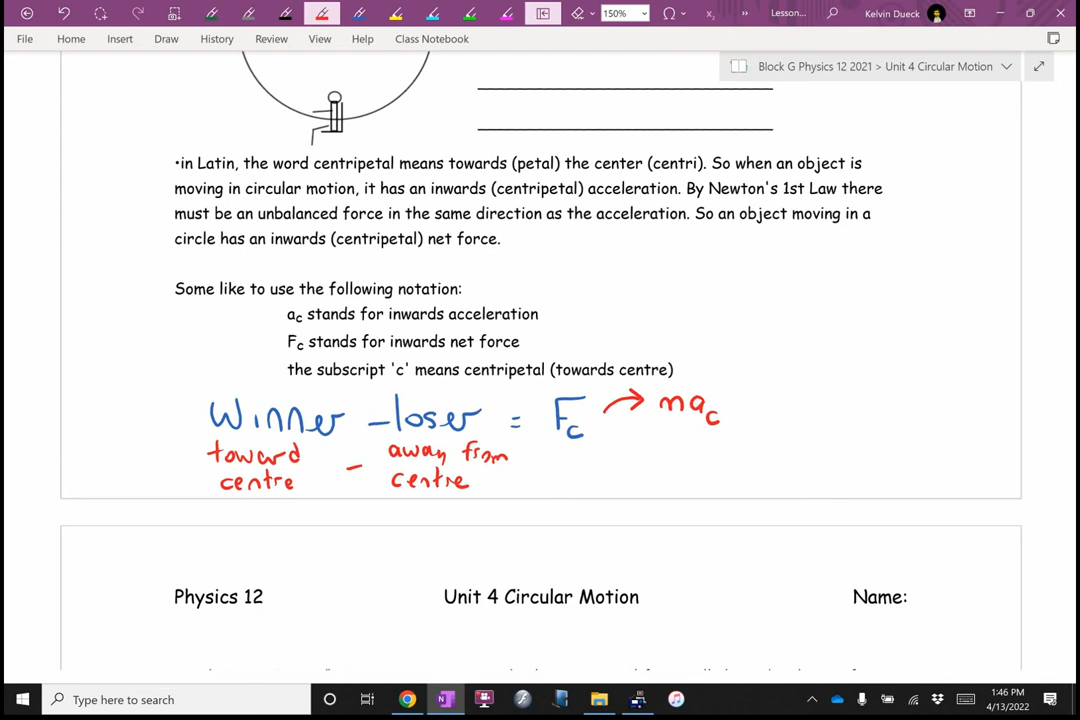 150%
Lesson...
Kelvin Dueck
File Home Insert Draw History Review View Help Class Notebook
Block G Physics 12 2021 > Unit 4 Circular Motion
•in Latin, the word centripetal means towards (petal) the center (centri). So when an object is
moving in circular motion, it has an inwards (centripetal) acceleration. By Newton's 1st Law there
must be an unbalanced force in the same direction as the acceleration. So an object moving in a
circle has an inwards (centripetal) net force.
Some like to use the following notation:
ac stands for inwards acceleration
Fc stands for inwards net force
the subscript 'c' means centripetal (towards centre)
Winner - loser = Fc → mac
toward - away from
centre centre
Physics 12 Unit 4 Circular Motion Name:
Type here to search
1:46 PM
4/13/2022